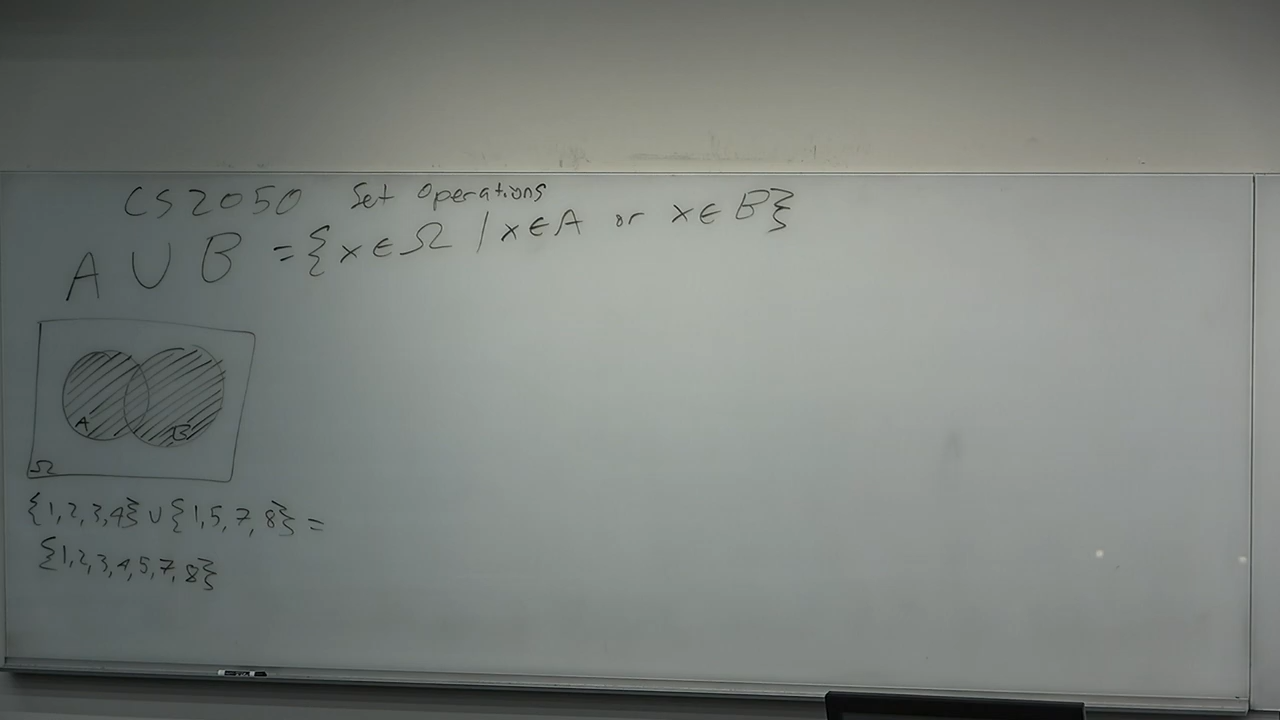 CS2050 Set Operations
A ∪ B = {x ∈ Ω | x ∈ A or x ∈ B}
A B
Ω
{1,2,3,4} ∪ {1,5,7,8} =
{1,2,3,4,5,7,8}